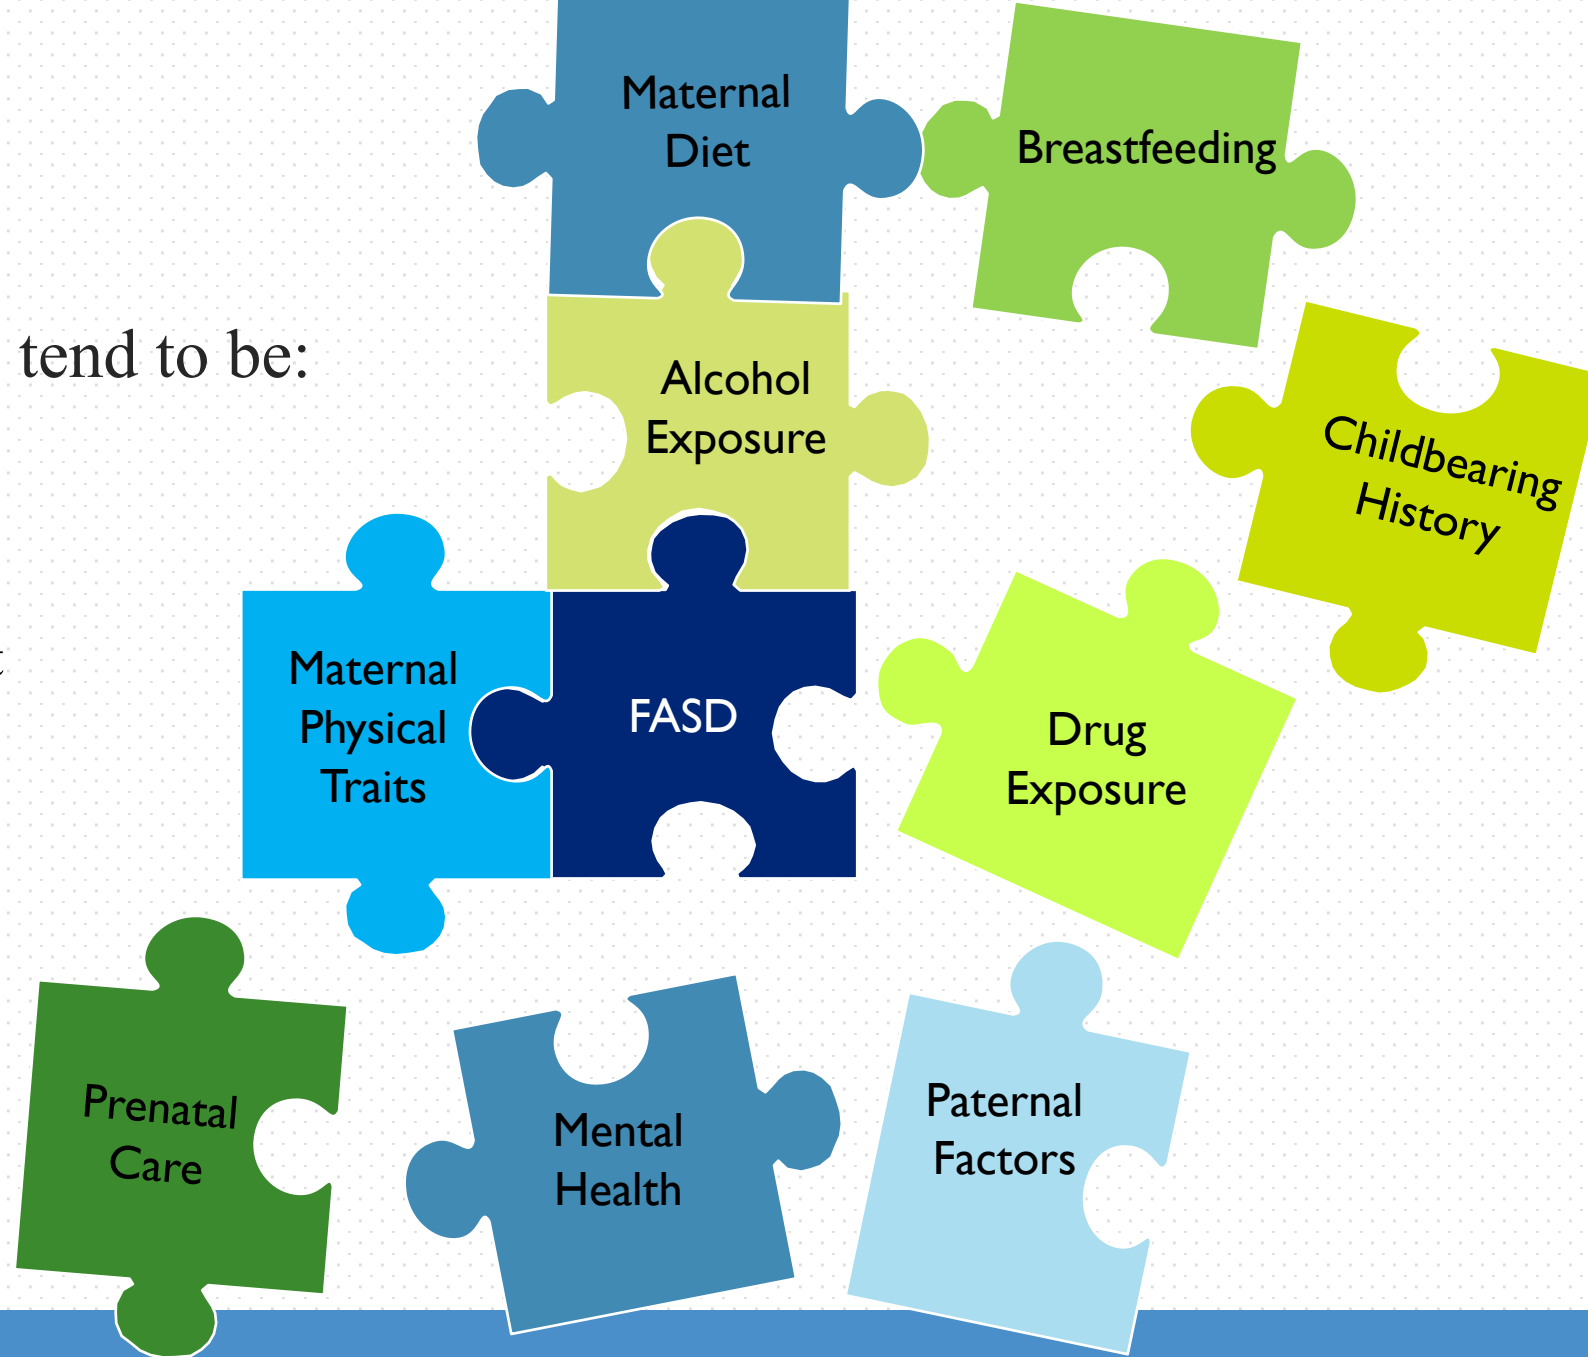 Maternal
Diet
Breastfeeding
tend to be:
Alcohol
Exposure
Childbearing
History
Maternal
Physical
Traits
FASD
Drug
Exposure
Prenatal
Care
Mental
Health
Paternal
Factors